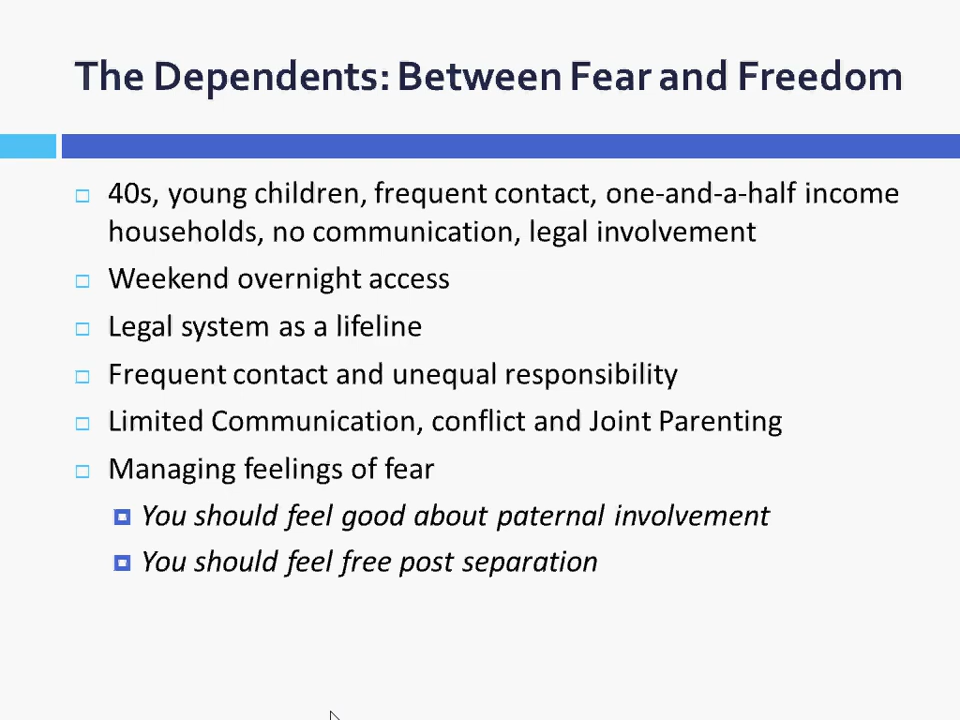 The Dependents: Between Fear and Freedom
40s, young children, frequent contact, one-and-a-half income
households, no communication, legal involvement
Weekend overnight access
Legal system as a lifeline
Frequent contact and unequal responsibility
Limited Communication, conflict and Joint Parenting
Managing feelings of fear
You should feel good about paternal involvement
You should feel free post separation